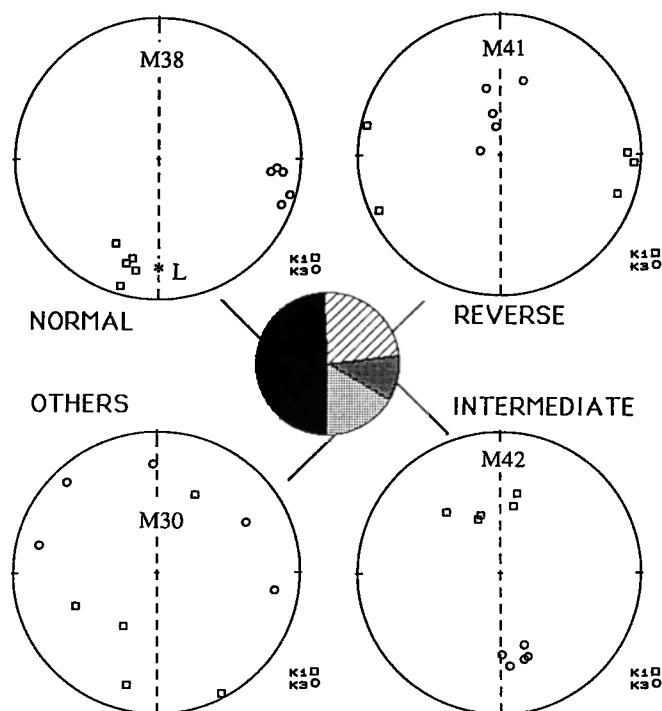 M38
M41
* L
K1□
K3○
K1□
K3○
NORMAL
REVERSE
OTHERS
INTERMEDIATE
M30
M42
K1□
K3○
K1□
K3○